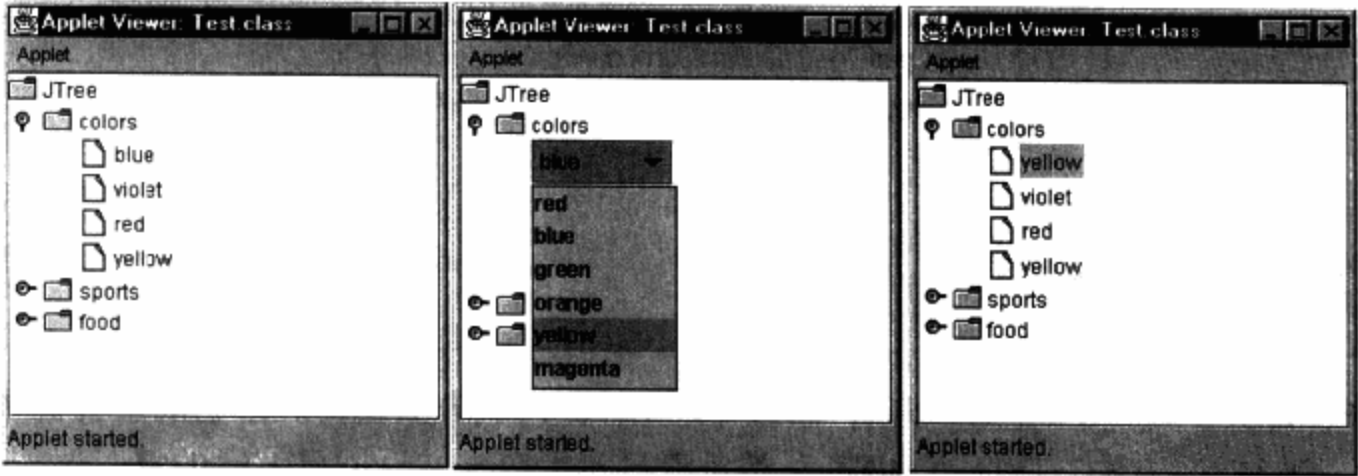 Applet Viewer: Test.class
Applet
JTree
colors
blue
violet
red
yellow
sports
food
Applet started.
Applet Viewer: Test.class
Applet
JTree
colors
blue
red
blue
green
orange
yellow
magenta
Applet started.
Applet Viewer: Test.class
Applet
JTree
colors
yellow
violet
red
yellow
sports
food
Applet started.